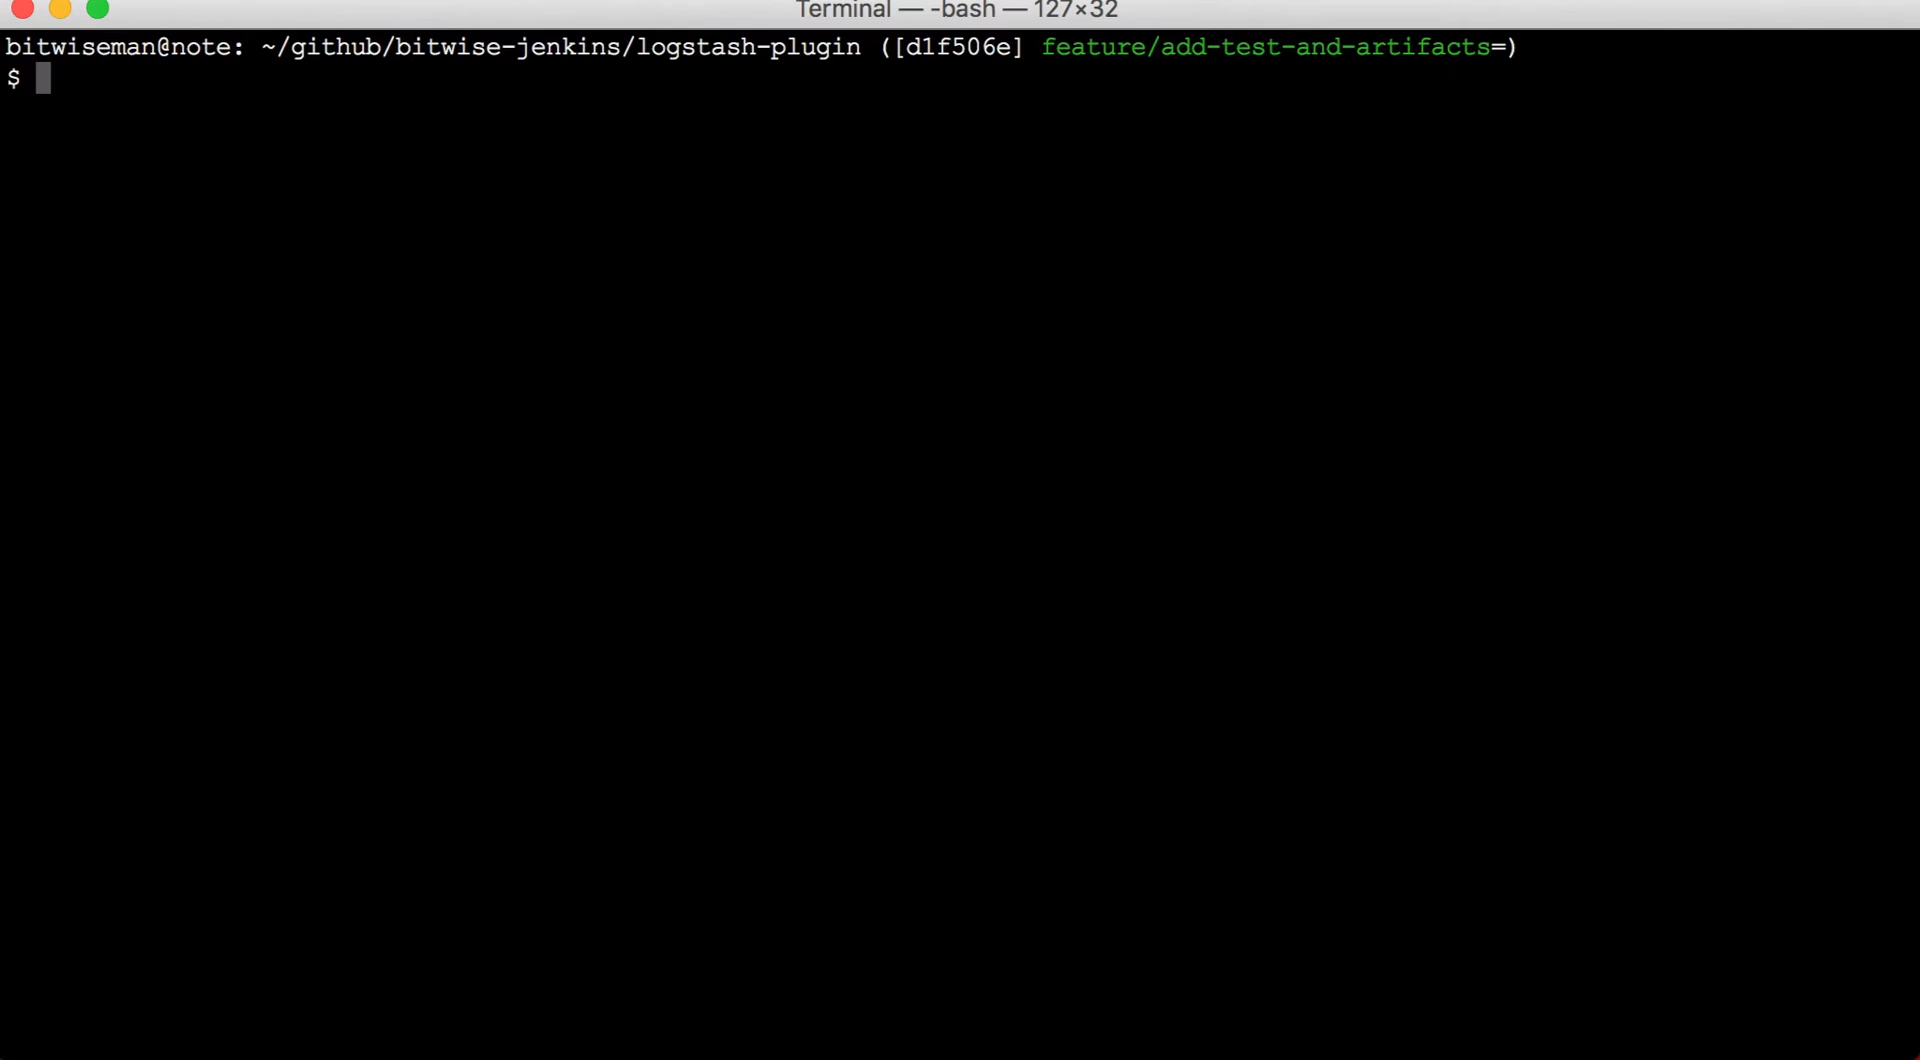 Terminal — -bash — 127×32
bitwiseman@note: ~/github/bitwise-jenkins/logstash-plugin ([d1f506e] feature/add-test-and-artifacts=)
$